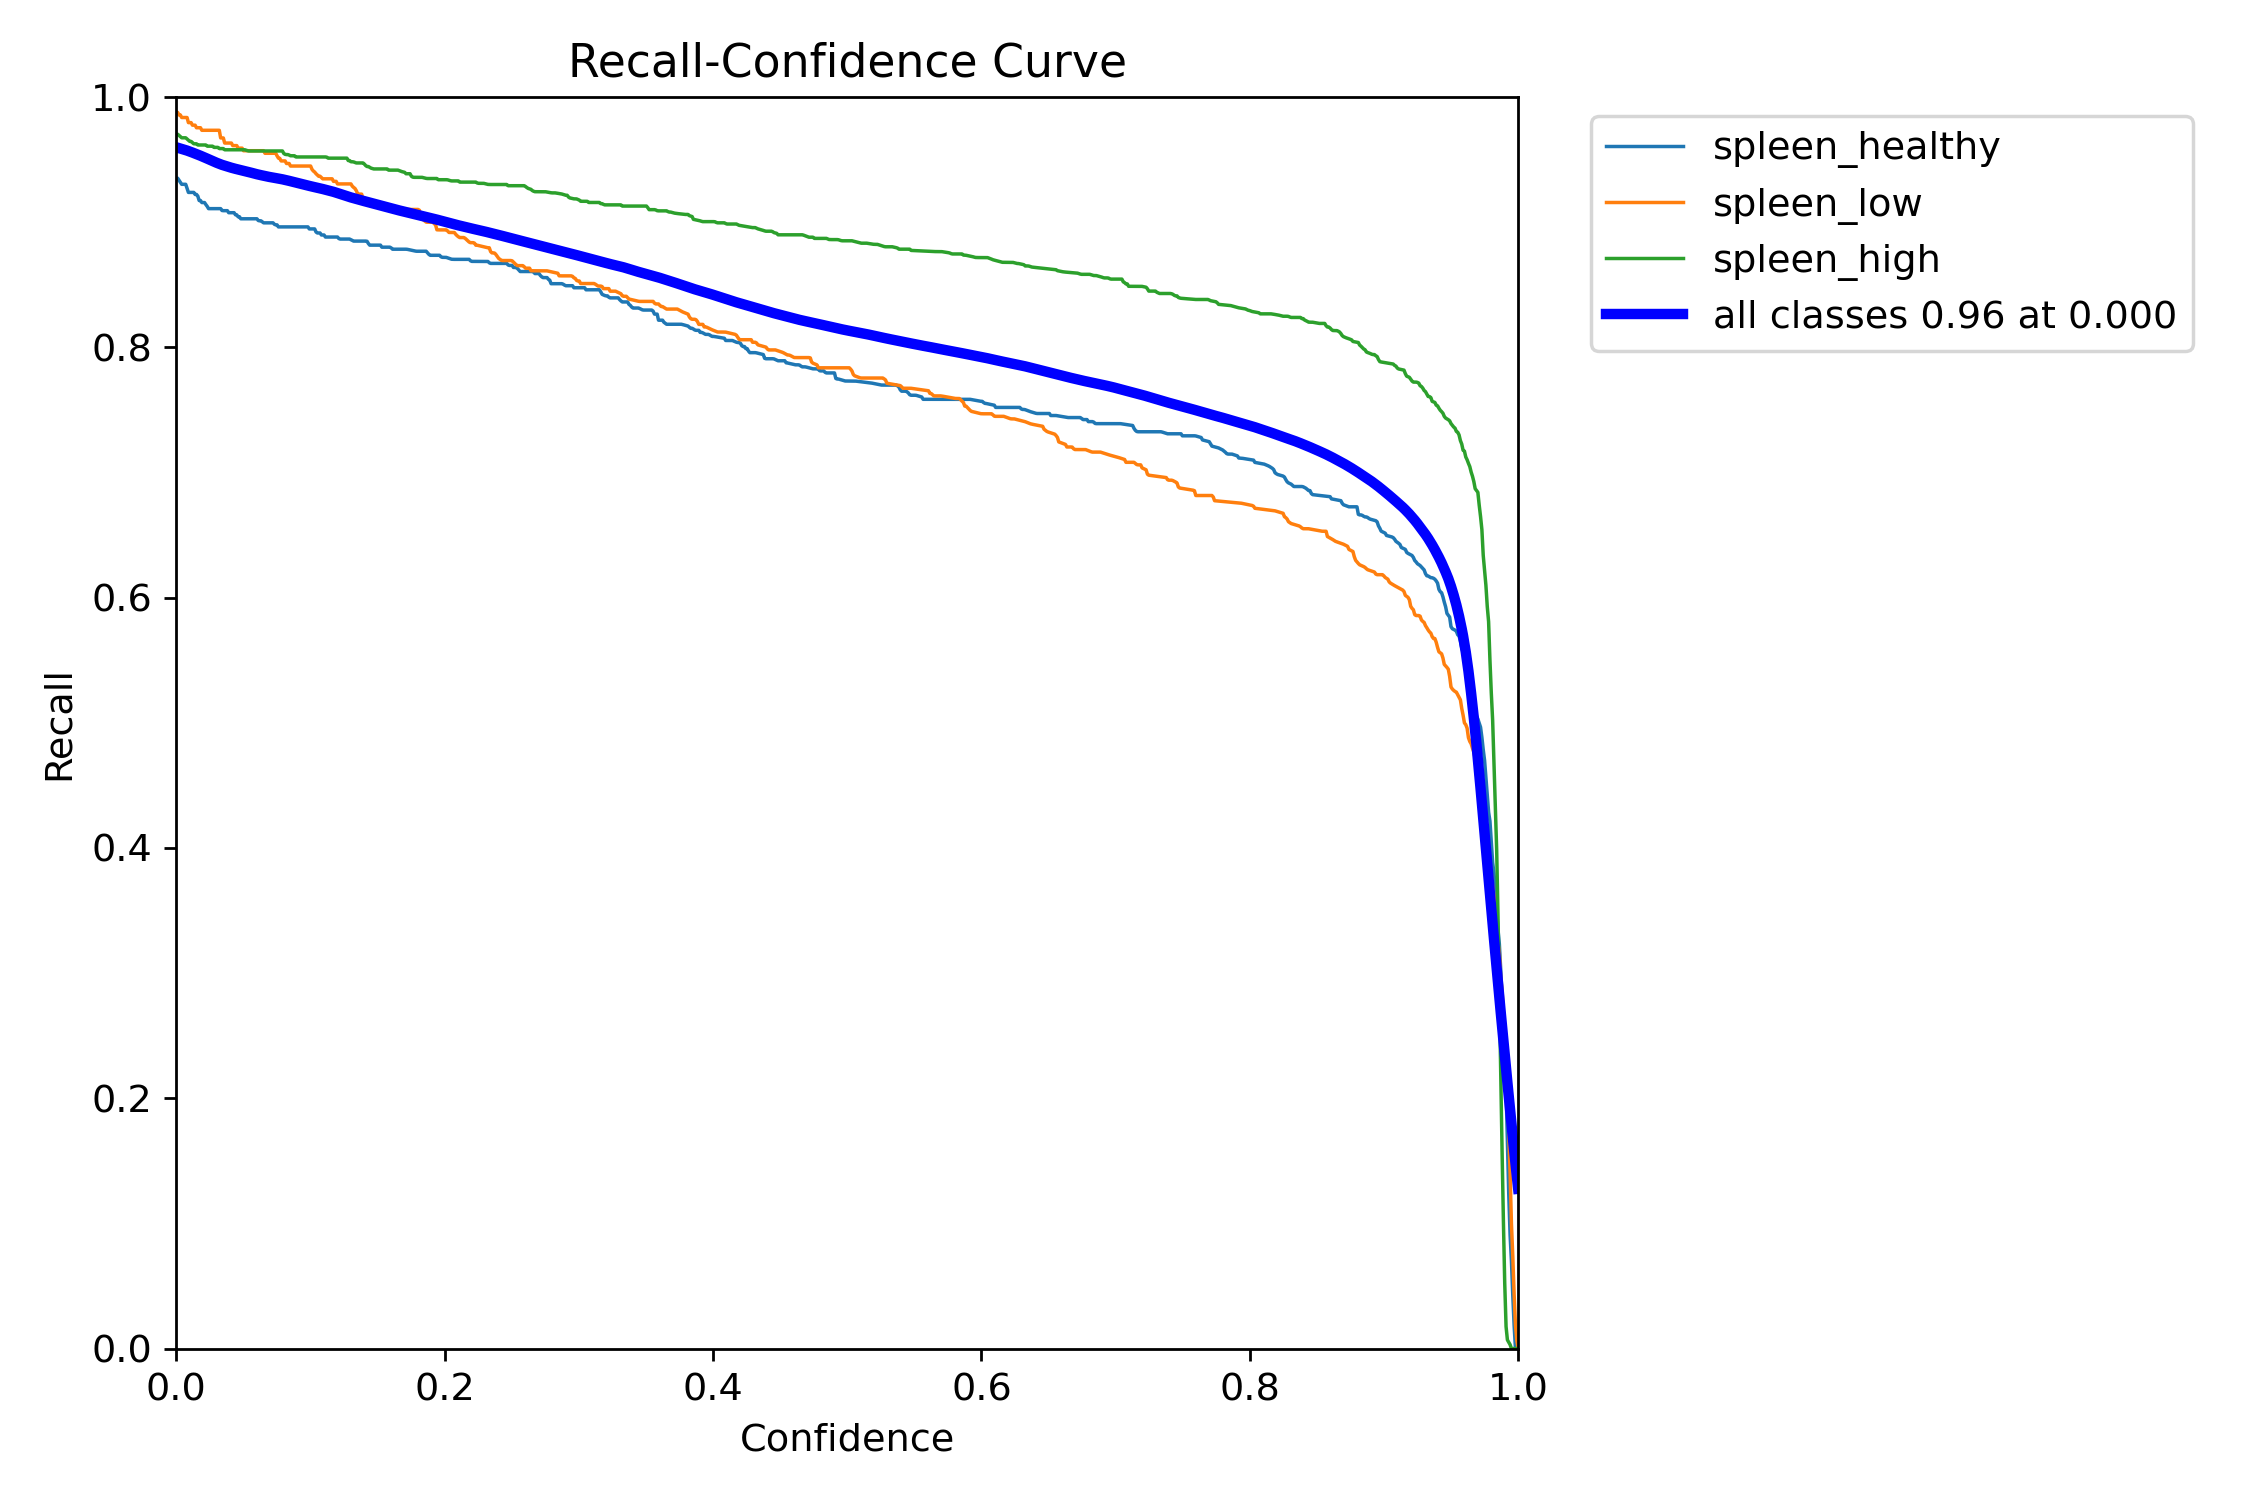 Recall-Confidence Curve
1.0
0.8
0.6
0.4
0.2
0.0
Recall
0.0 0.2 0.4 0.6 0.8 1.0
Confidence
spleen_healthy
spleen_low
spleen_high
all classes 0.96 at 0.000